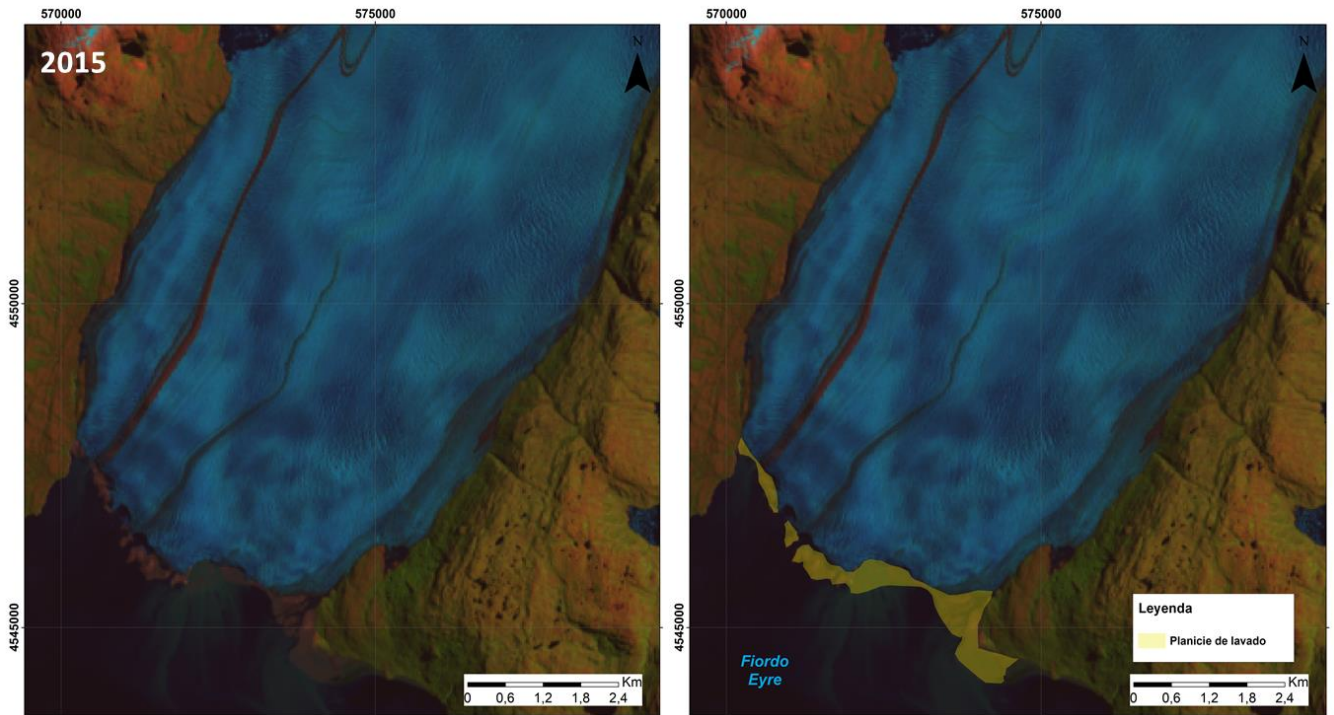 570000 575000
2015
N
4550000
4545000
Km
0 0,6 1,2 1,8 2,4
570000 575000
N
4550000
4545000
Leyenda
Planicie de lavado
Fiordo
Eyre
Km
0 0,6 1,2 1,8 2,4